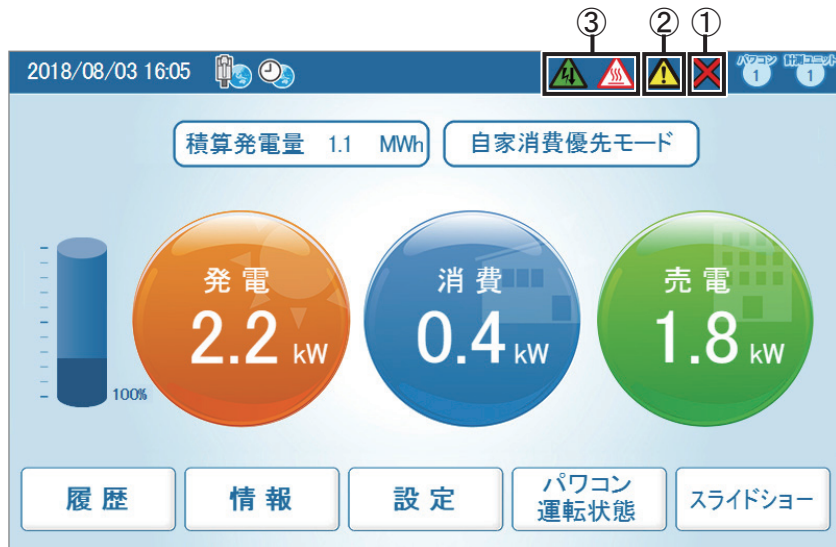 ③ ② ①
2018/08/03 16:05
パワコン 計測ユニット
1 1
積算発電量 1.1 MWh 自家消費優先モード
発電 消費 売電
2.2 kW 0.4 kW 1.8 kW
100%
履歴 情報 設定 パワコン
運転状態 スライドショー